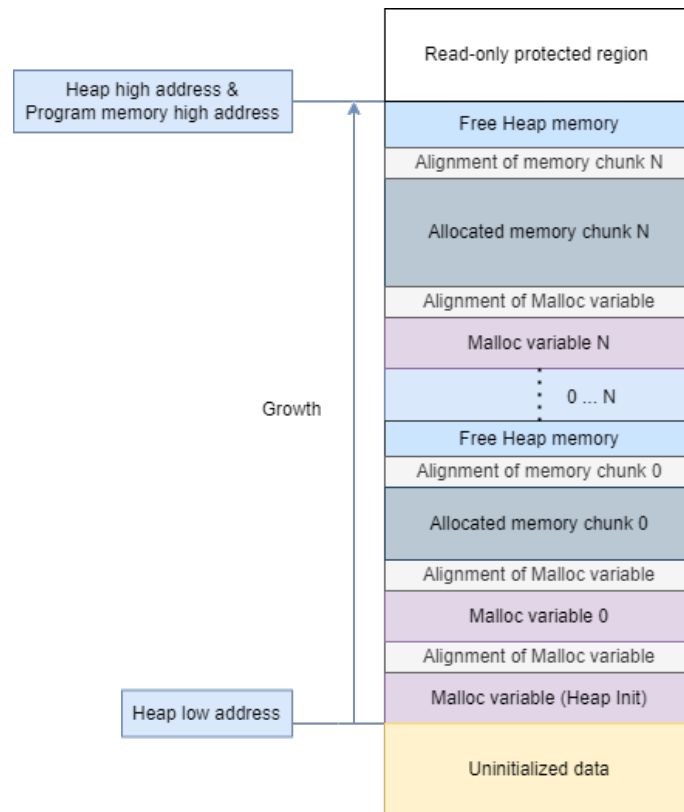 Read-only protected region
Heap high address &
Program memory high address
Free Heap memory
Alignment of memory chunk N
Allocated memory chunk N
Alignment of Malloc variable
Malloc variable N
0 ... N
Growth
Free Heap memory
Alignment of memory chunk 0
Allocated memory chunk 0
Alignment of Malloc variable
Malloc variable 0
Alignment of Malloc variable
Malloc variable (Heap Init)
Heap low address
Uninitialized data